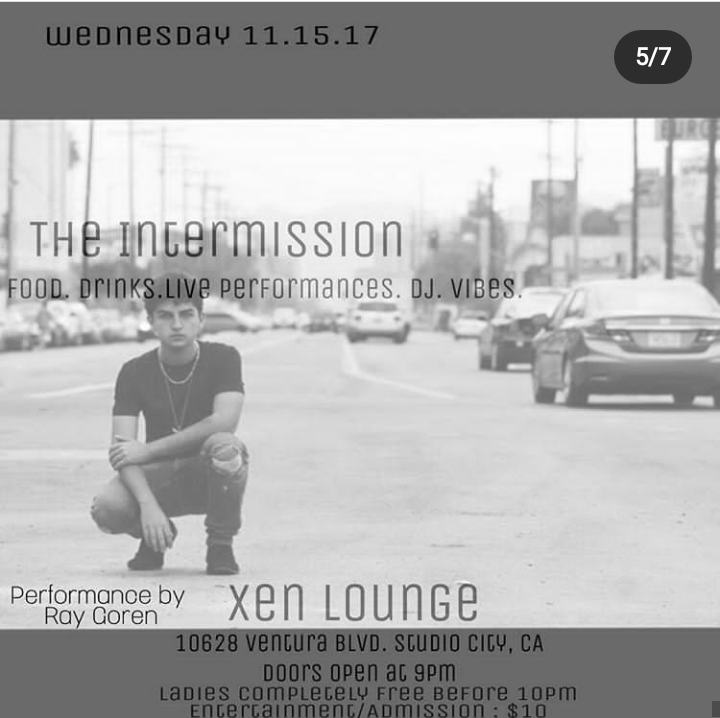 Wednesday 11.15.17
5/7
BURG
The Intermission
FOOD. Drinks.Live Performances. DJ. Vibes.
Performance by
Ray Goren
Xen Lounge
10628 Ventura BLVD. Studio City, CA
Doors open at 9pm
Ladies completely free before 10pm
Entertainment/Admission : $10